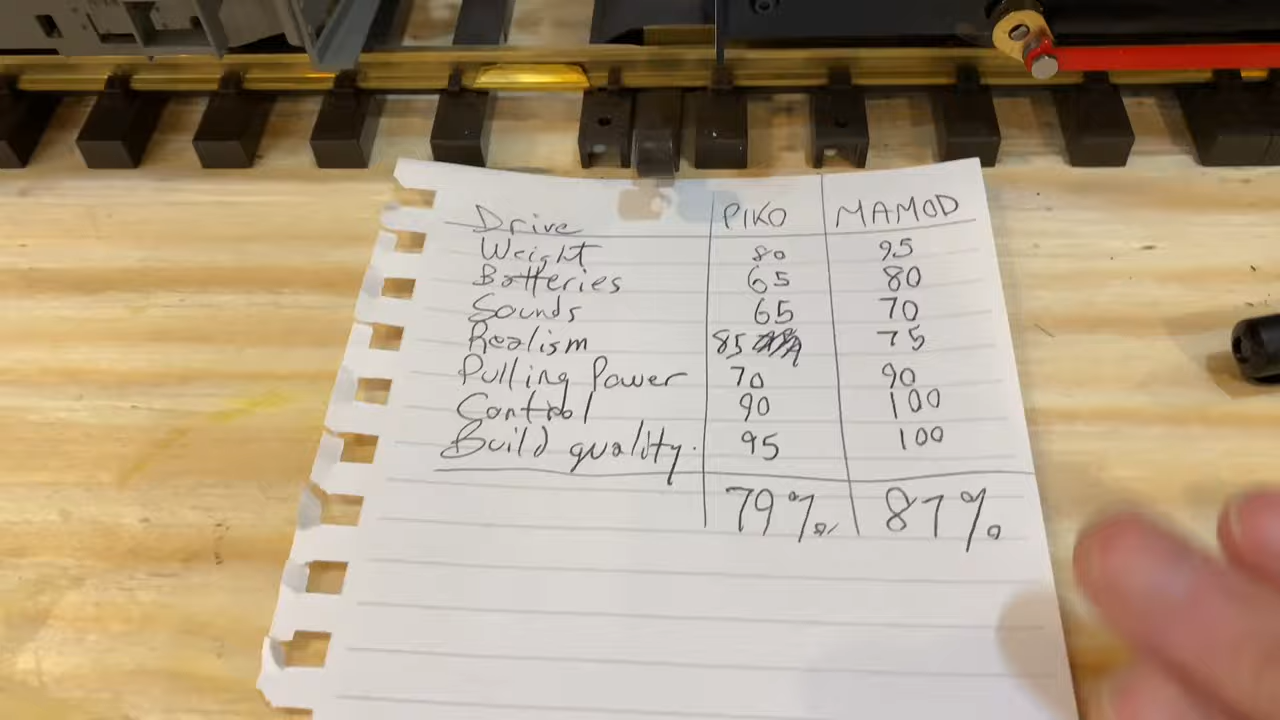 Drive PIKO MAMOD
Weight 80 95
Batteries 65 80
Sounds 65 70
Realism 85 75
Pulling Power 70 90
Control 90 100
Build quality. 95 100
79% 87%